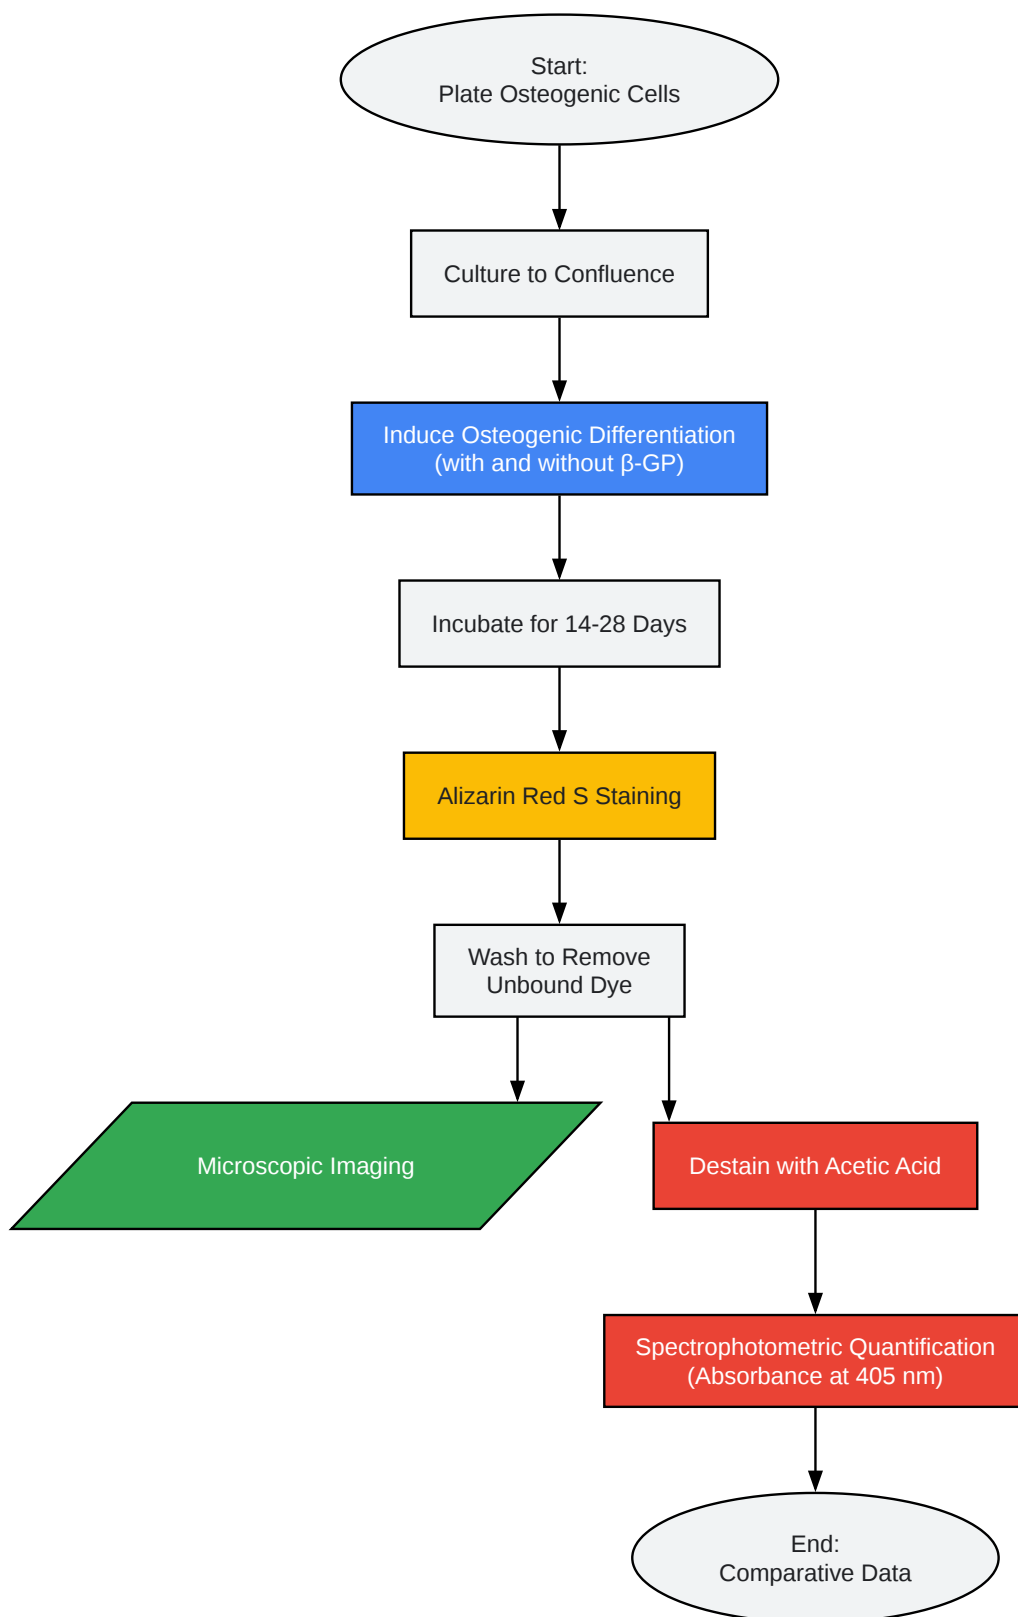 Start:
Plate Osteogenic Cells
Culture to Confluence
Induce Osteogenic Differentiation
(with and without β-GP)
Incubate for 14-28 Days
Alizarin Red S Staining
Wash to Remove
Unbound Dye
Microscopic Imaging
Destain with Acetic Acid
Spectrophotometric Quantification
(Absorbance at 405 nm)
End:
Comparative Data